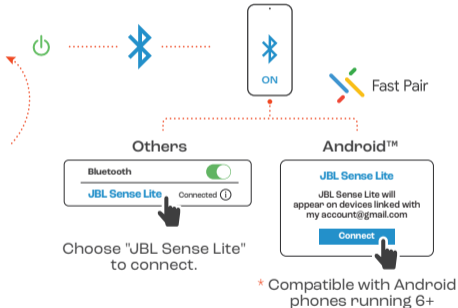 ON
Fast Pair
Others
Android™
Bluetooth
JBL Sense Lite Connected
JBL Sense Lite
JBL Sense Lite will
appear on devices linked with
my account@gmail.com
Connect
Choose "JBL Sense Lite"
to connect.
* Compatible with Android
phones running 6+